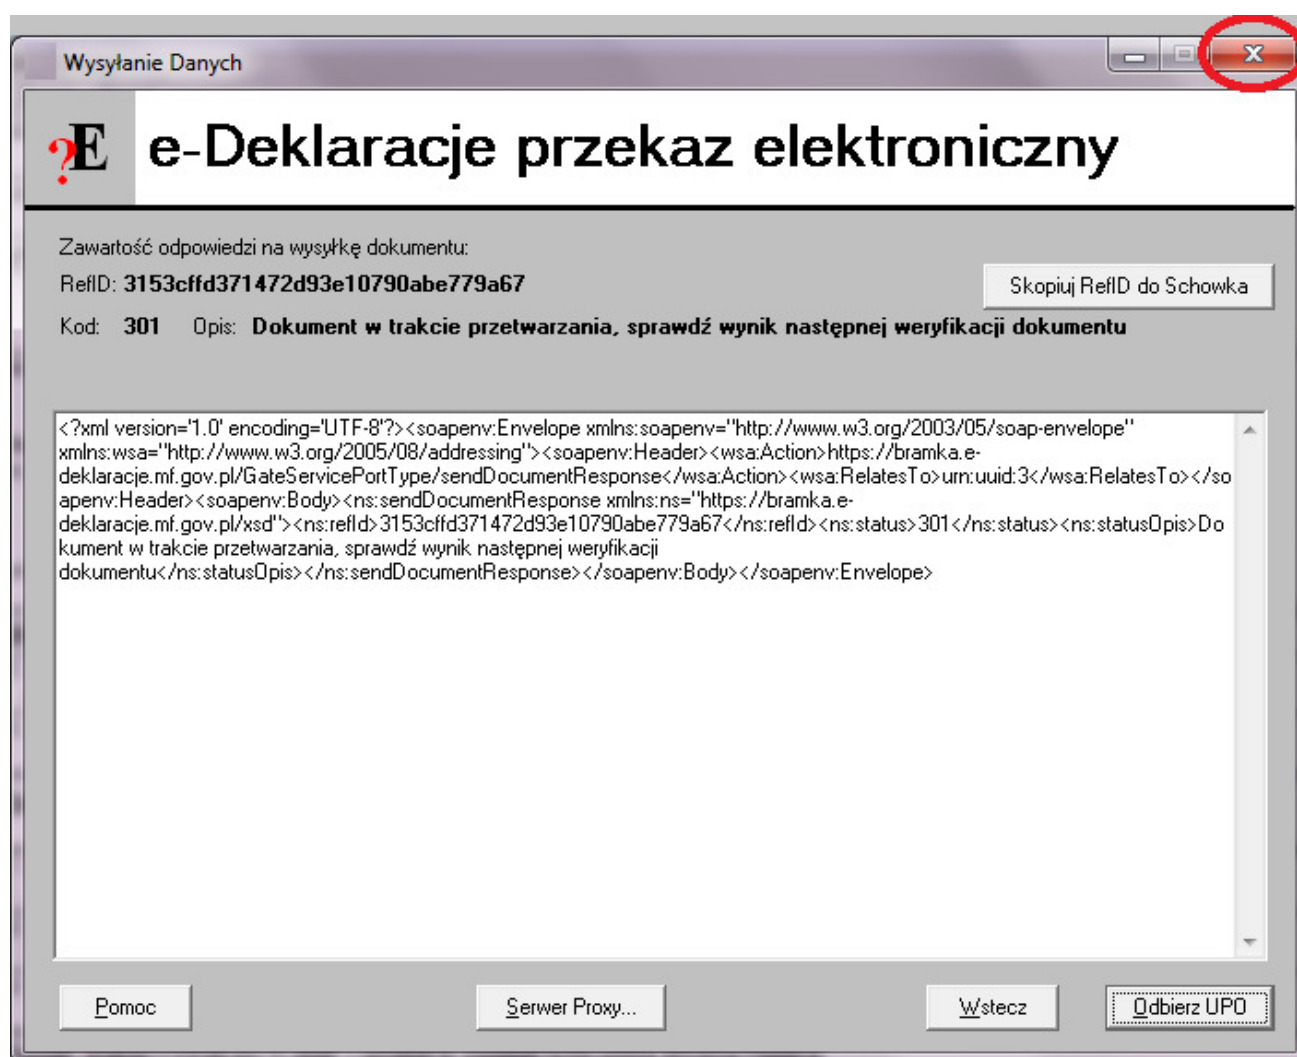 Wysyłanie Danych
?E
e-Deklaracje przekaz elektroniczny
Zawartość odpowiedzi na wysyłkę dokumentu:
RefID: 3153cffd371472d93e10790abe779a67
Skopiuj RefID do Schowka
Kod: 301 Opis: Dokument w trakcie przetwarzania, sprawdź wynik następnej weryfikacji dokumentu
<?xml version='1.0' encoding='UTF-8'?><soapenv:Envelope xmlns:soapenv="http://www.w3.org/2003/05/soap-envelope"
xmlns:wsa="http://www.w3.org/2005/08/addressing"><soapenv:Header><wsa:Action>https://bramka.e-
deklaracje.mf.gov.pl/GateServicePortType/sendDocumentResponse</wsa:Action><wsa:RelatesTo>urn:uuid:3</wsa:RelatesTo></so
apenv:Header><soapenv:Body><ns:sendDocumentResponse xmlns:ns="https://bramka.e-
deklaracje.mf.gov.pl/xsd"><ns:refId>3153cffd371472d93e10790abe779a67</ns:refId><ns:status>301</ns:status><ns:statusOpis>Do
kument w trakcie przetwarzania, sprawdź wynik następnej weryfikacji
dokumentu</ns:statusOpis></ns:sendDocumentResponse></soapenv:Body></soapenv:Envelope>
Pomoc
Serwer Proxy...
Wstecz
Odbierz UPO